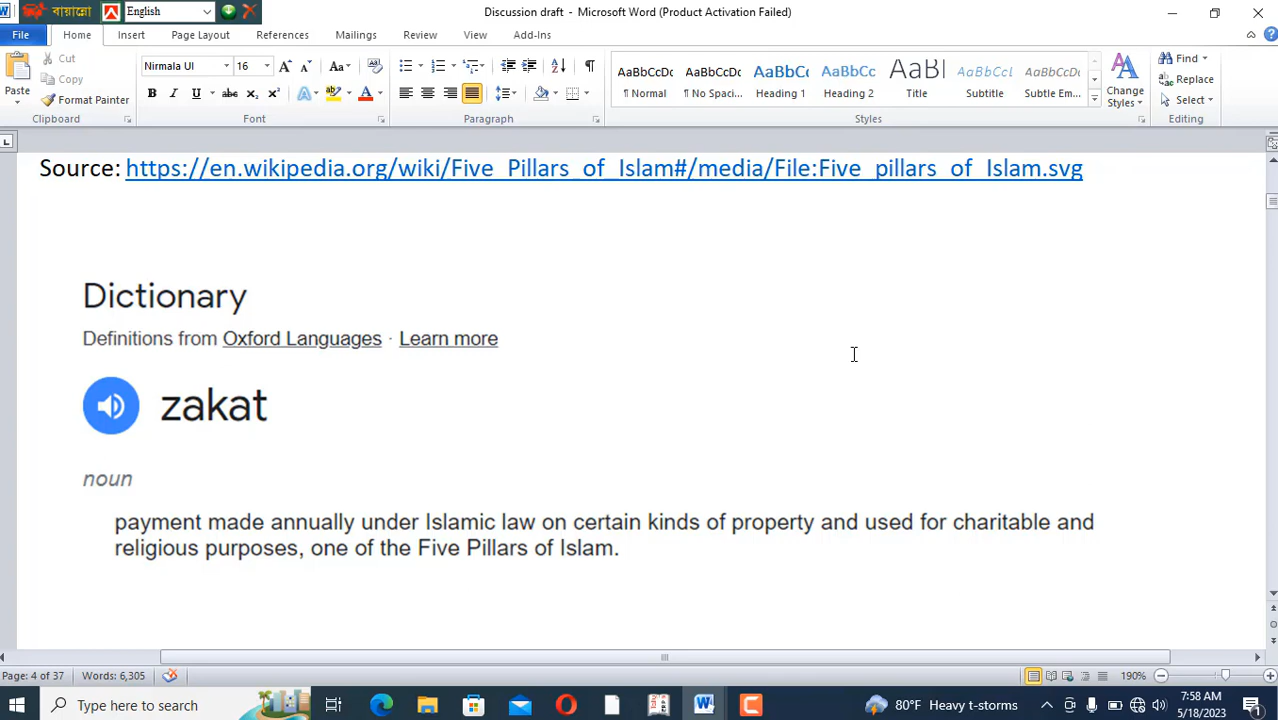 বায়ান্নো English
Discussion draft - Microsoft Word (Product Activation Failed)
File Home Insert Page Layout References Mailings Review View Add-Ins
Paste Cut Copy Format Painter
Clipboard
Nirmala UI 16
Font
Paragraph
AaBbCcDc AaBbCcDc AaBbCc AaBbCc AaBl AaBbCcDc AaBbCcDc
¶ Normal ¶ No Spaci... Heading 1 Heading 2 Title Subtitle Subtle Em...
Change Styles
Styles
Find Replace Select
Editing
Source: https://en.wikipedia.org/wiki/Five_Pillars_of_Islam#/media/File:Five_pillars_of_Islam.svg
Dictionary
Definitions from Oxford Languages · Learn more
zakat
noun
payment made annually under Islamic law on certain kinds of property and used for charitable and
religious purposes, one of the Five Pillars of Islam.
Page: 4 of 37 Words: 6,305 190%
Type here to search 80°F Heavy t-storms 7:58 AM
5/18/2023